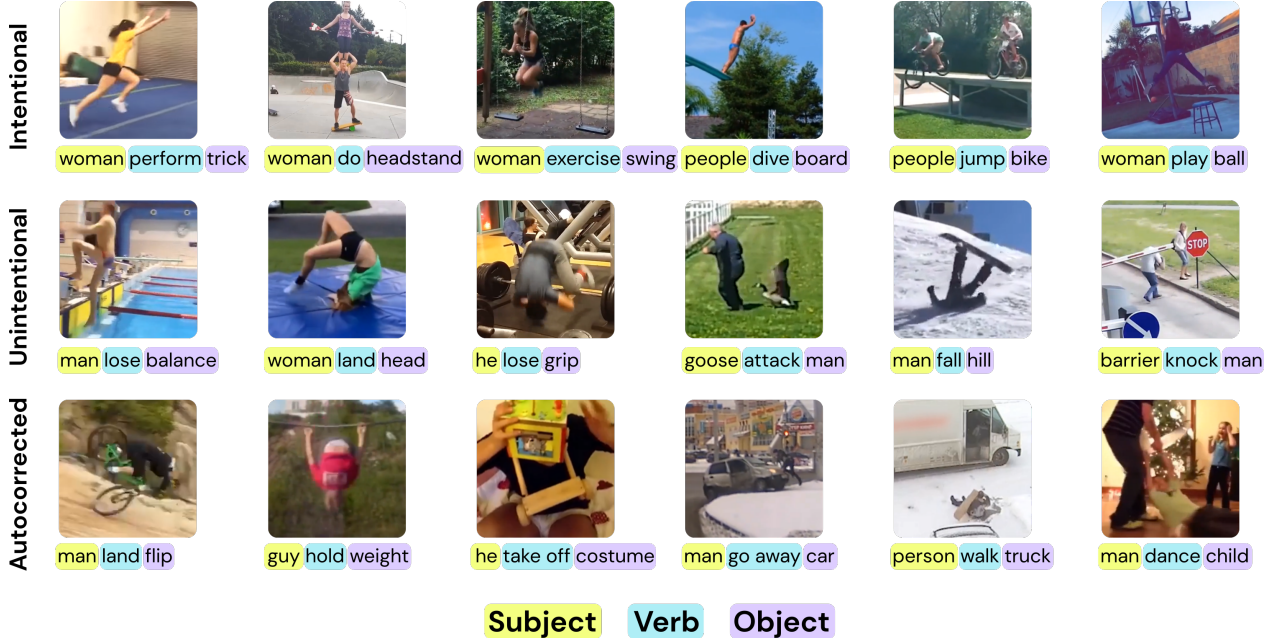 Intentional
woman perform trick
woman do headstand
woman exercise swing
people dive board
people jump bike
woman play ball
Unintentional
STOP
man lose balance
woman land head
he lose grip
goose attack man
man fall hill
barrier knock man
Autocorrected
man land flip
guy hold weight
he take off costume
man go away car
person walk truck
man dance child
Subject Verb Object